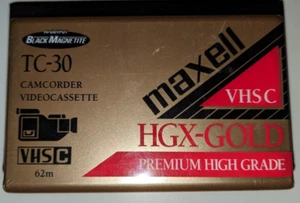 BLACK MAGNETITE
TC-30
CAMCORDER
VIDEOCASSETTE
VHS C
62m
maxell
VHS C
HGX-GOLD
PREMIUM HIGH GRADE